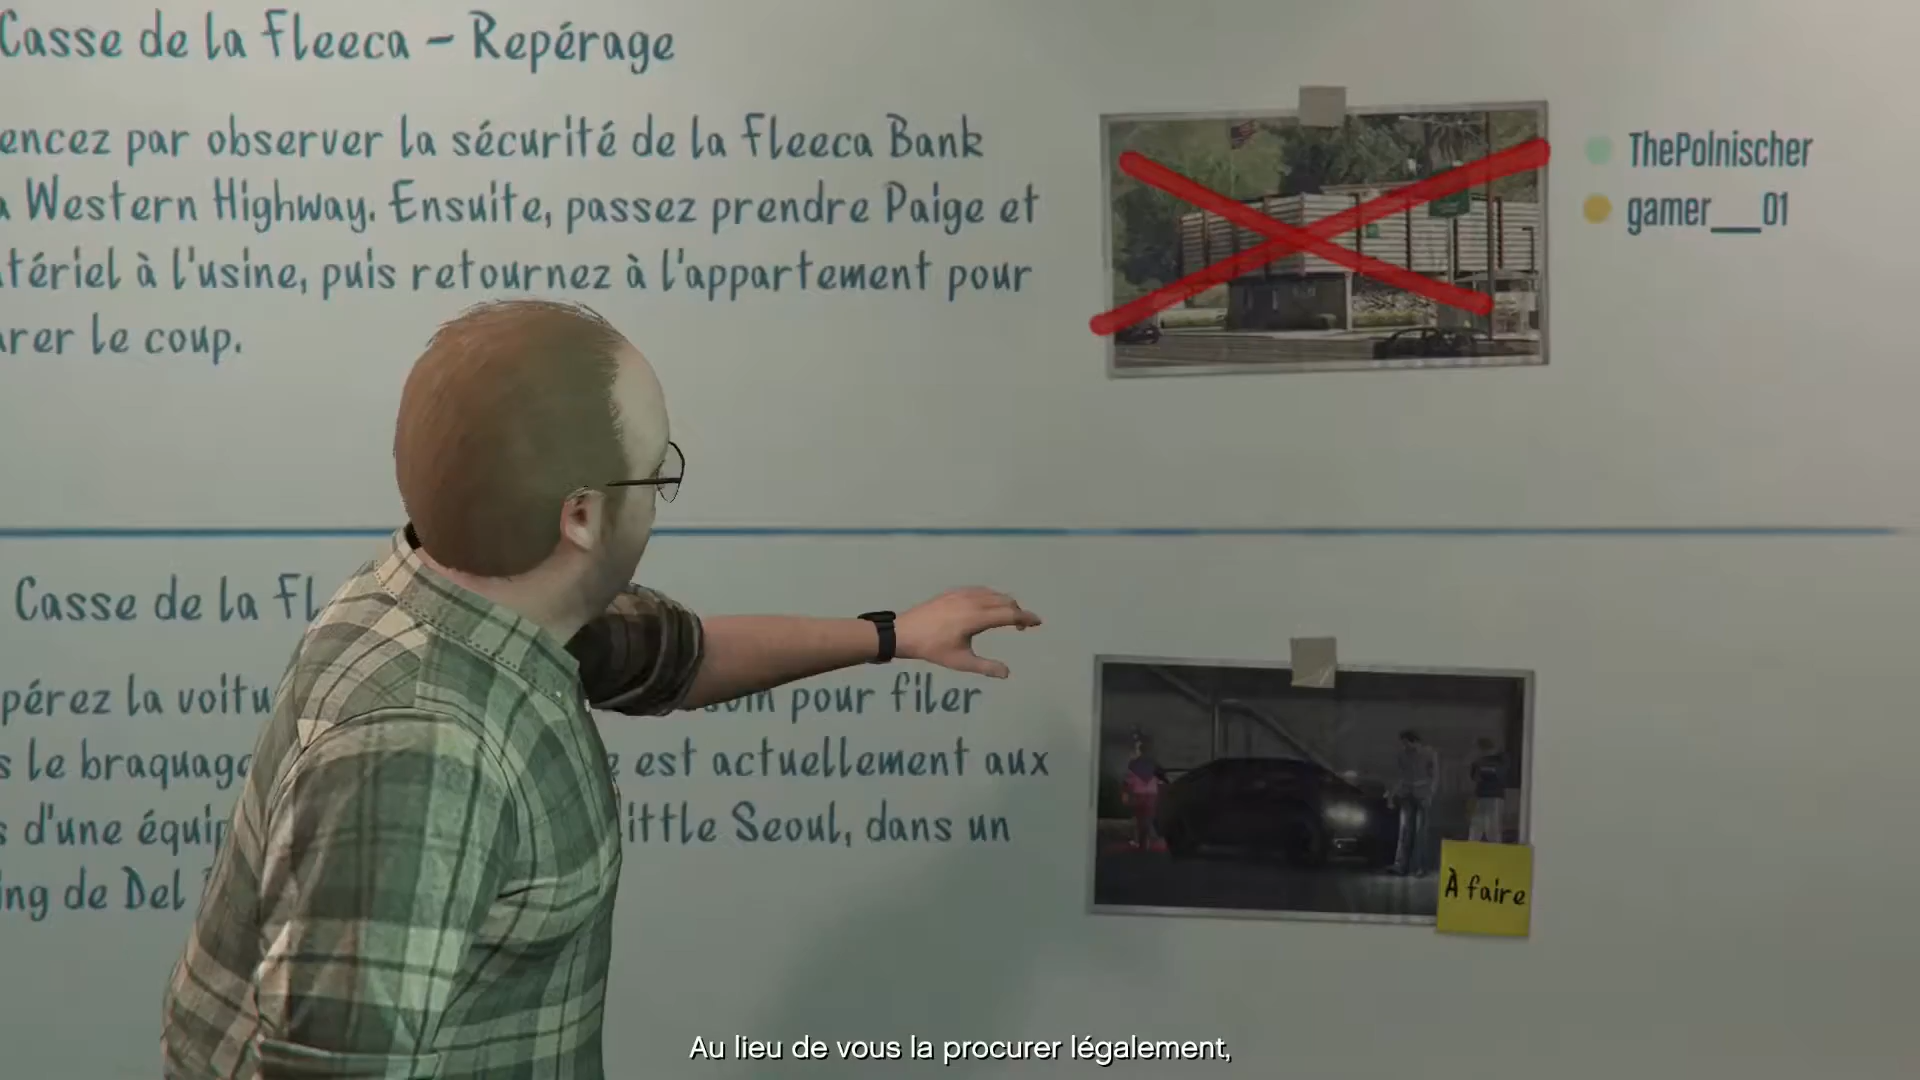 Casse de la Fleeca - Repérage
encez par observer la sécurité de la Fleeca Bank
a Western Highway. Ensuite, passez prendre Paige et
tériel à l'usine, puis retournez à l'appartement pour
rer le coup.
ThePolnischer
gamer___01
Casse de la Fl
pérez la voitu pour filer
s le braquag est actuellement aux
s d'une équip ittle Seoul, dans un
ing de Del
À faire
Au lieu de vous la procurer légalement,